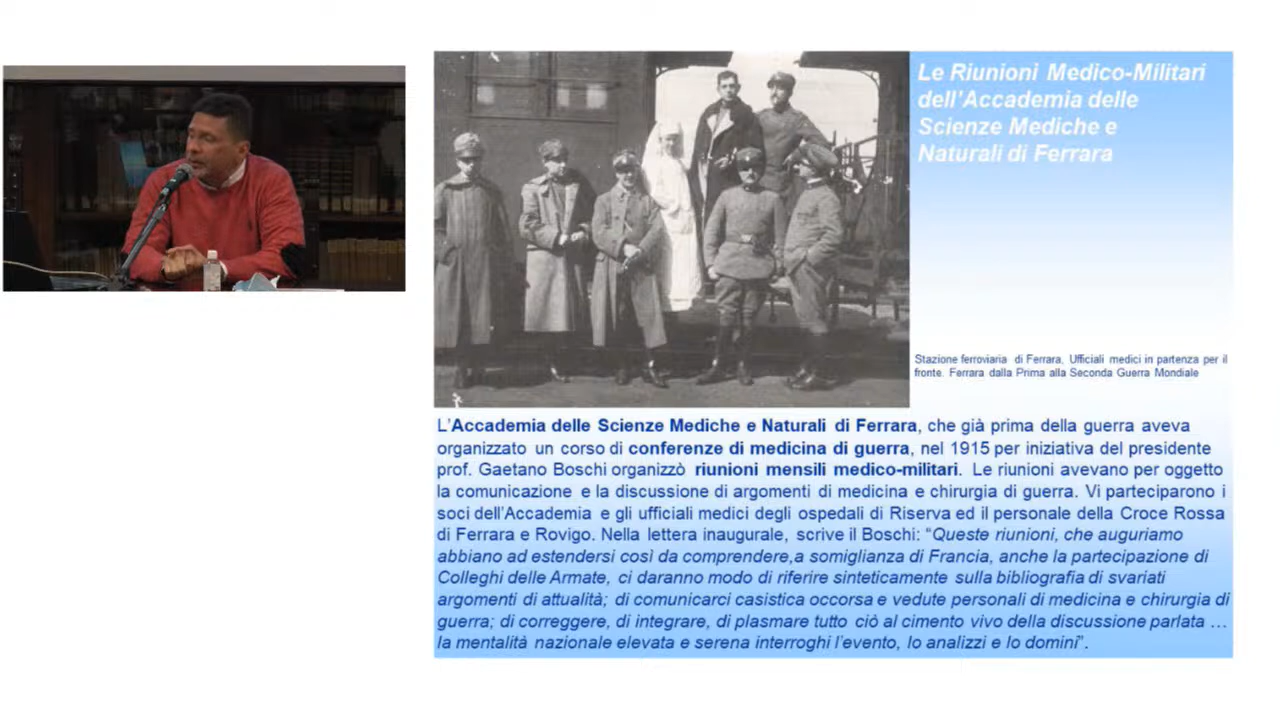 Le Riunioni Medico-Militari
dell'Accademia delle
Scienze Mediche e
Naturali di Ferrara
Stazione ferroviaria di Ferrara, Ufficiali medici in partenza per il
fronte. Ferrara dalla Prima alla Seconda Guerra Mondiale
L'Accademia delle Scienze Mediche e Naturali di Ferrara, che già prima della guerra aveva
organizzato un corso di conferenze di medicina di guerra, nel 1915 per iniziativa del presidente
prof. Gaetano Boschi organizzò riunioni mensili medico-militari. Le riunioni avevano per oggetto
la comunicazione e la discussione di argomenti di medicina e chirurgia di guerra. Vi parteciparono i
soci dell'Accademia e gli ufficiali medici degli ospedali di Riserva ed il personale della Croce Rossa
di Ferrara e Rovigo. Nella lettera inaugurale, scrive il Boschi: "Queste riunioni, che auguriamo
abbiano ad estendersi così da comprendere,a somiglianza di Francia, anche la partecipazione di
Colleghi delle Armate, ci daranno modo di riferire sinteticamente sulla bibliografia di svariati
argomenti di attualità; di comunicarci casistica occorsa e vedute personali di medicina e chirurgia di
guerra; di correggere, di integrare, di plasmare tutto ciò al cimento vivo della discussione parlata …
la mentalità nazionale elevata e serena interroghi l'evento, lo analizzi e lo domini".